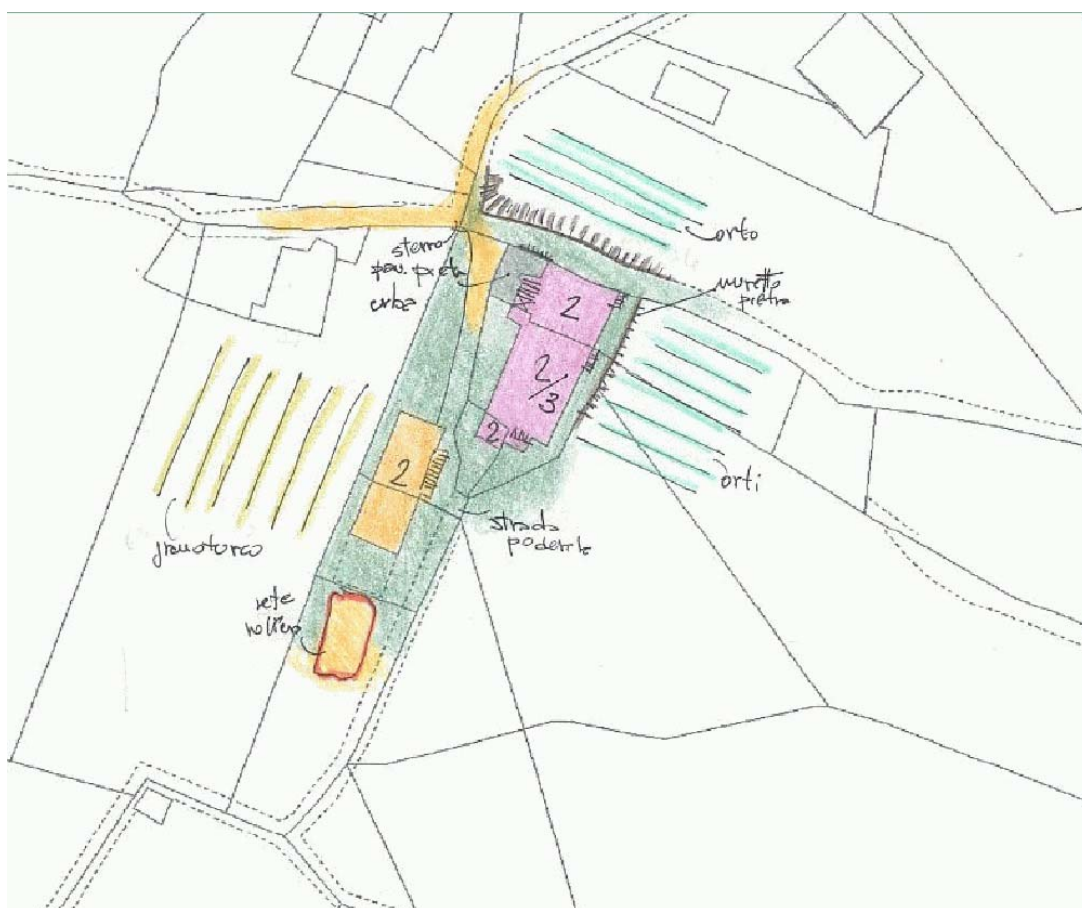 orto
sterro
pav. pietr
erba
muretto
pietra
2
2/3
2
2
orti
granoturco
strada
poderale
rete